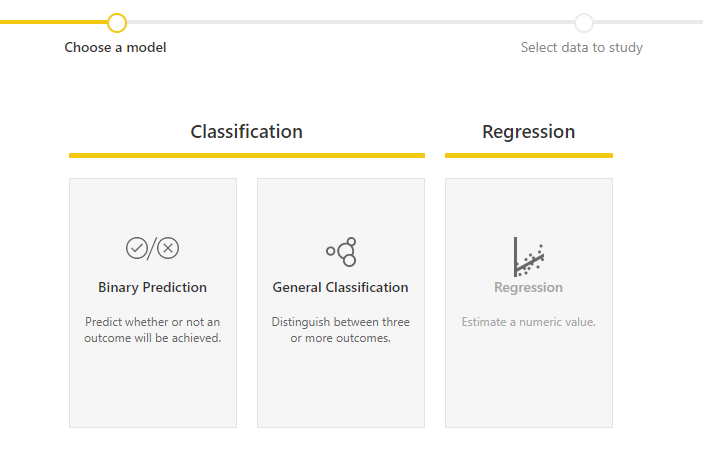 Choose a model
Select data to study
Classification
Regression
Binary Prediction
Predict whether or not an
outcome will be achieved.
General Classification
Distinguish between three
or more outcomes.
Regression
Estimate a numeric value.